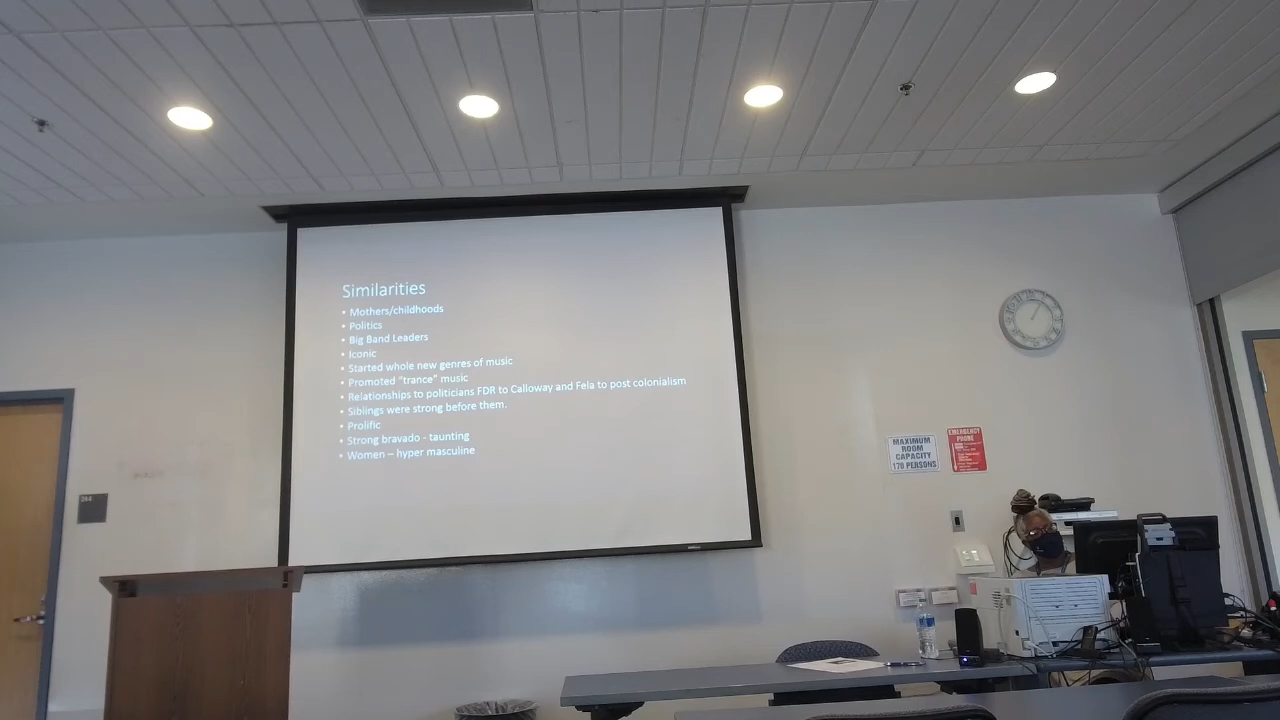 Similarities
• Mothers/childhoods
• Politics
• Big Band Leaders
• Iconic
• Started whole new genres of music
• Promoted "trance" music
• Relationships to politicians FDR to Calloway and Fela to post colonialism
• Siblings were strong before them.
• Prolific
• Strong bravado - taunting
• Women – hyper masculine
MAXIMUM
ROOM
CAPACITY
178 PERSONS
EMERGENCY
PHONE